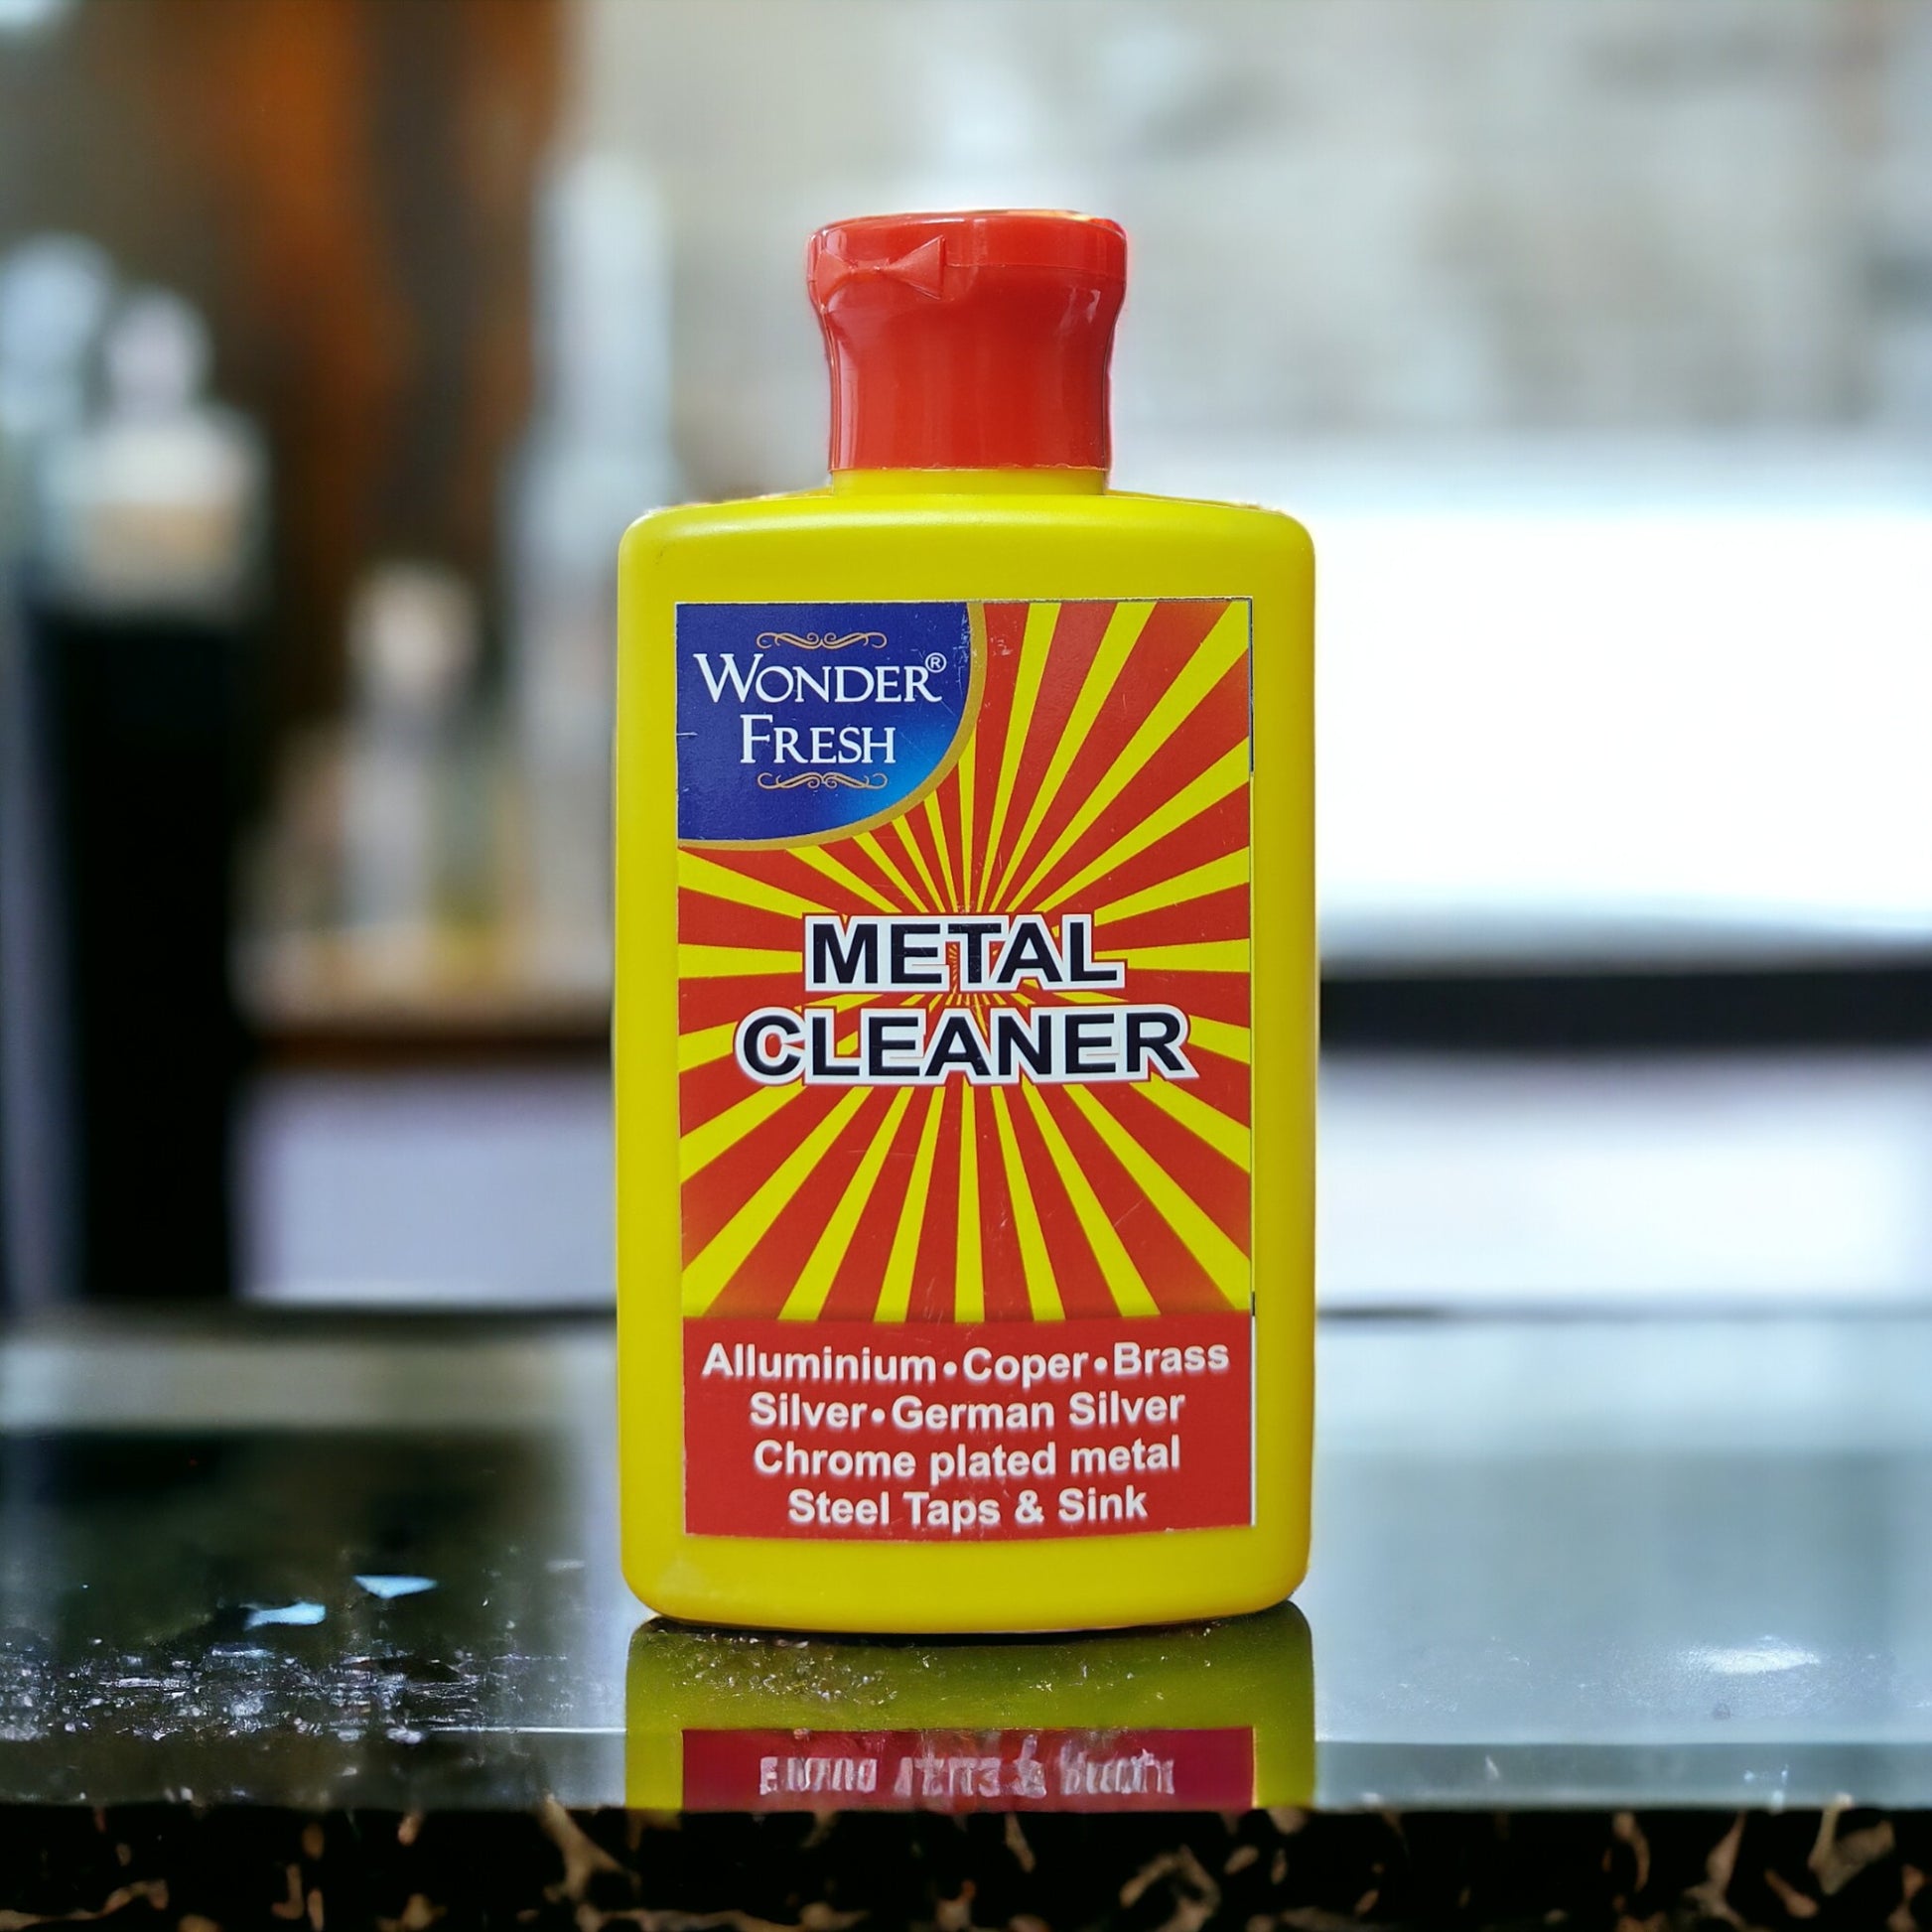 WONDER®
FRESH
METAL
CLEANER
Alluminium•Coper•Brass
Silver•German Silver
Chrome plated metal
Steel Taps & Sink